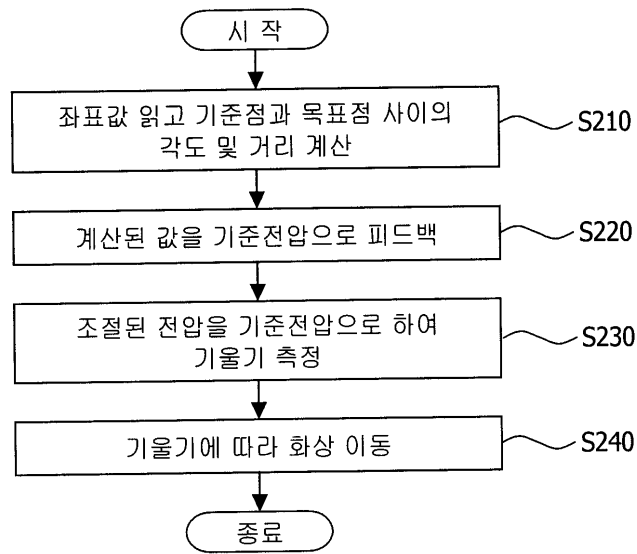 시 작
좌표값 읽고 기준점과 목표점 사이의
각도 및 거리 계산
S210
계산된 값을 기준전압으로 피드백
S220
조절된 전압을 기준전압으로 하여
기울기 측정
S230
기울기에 따라 화상 이동
S240
종료